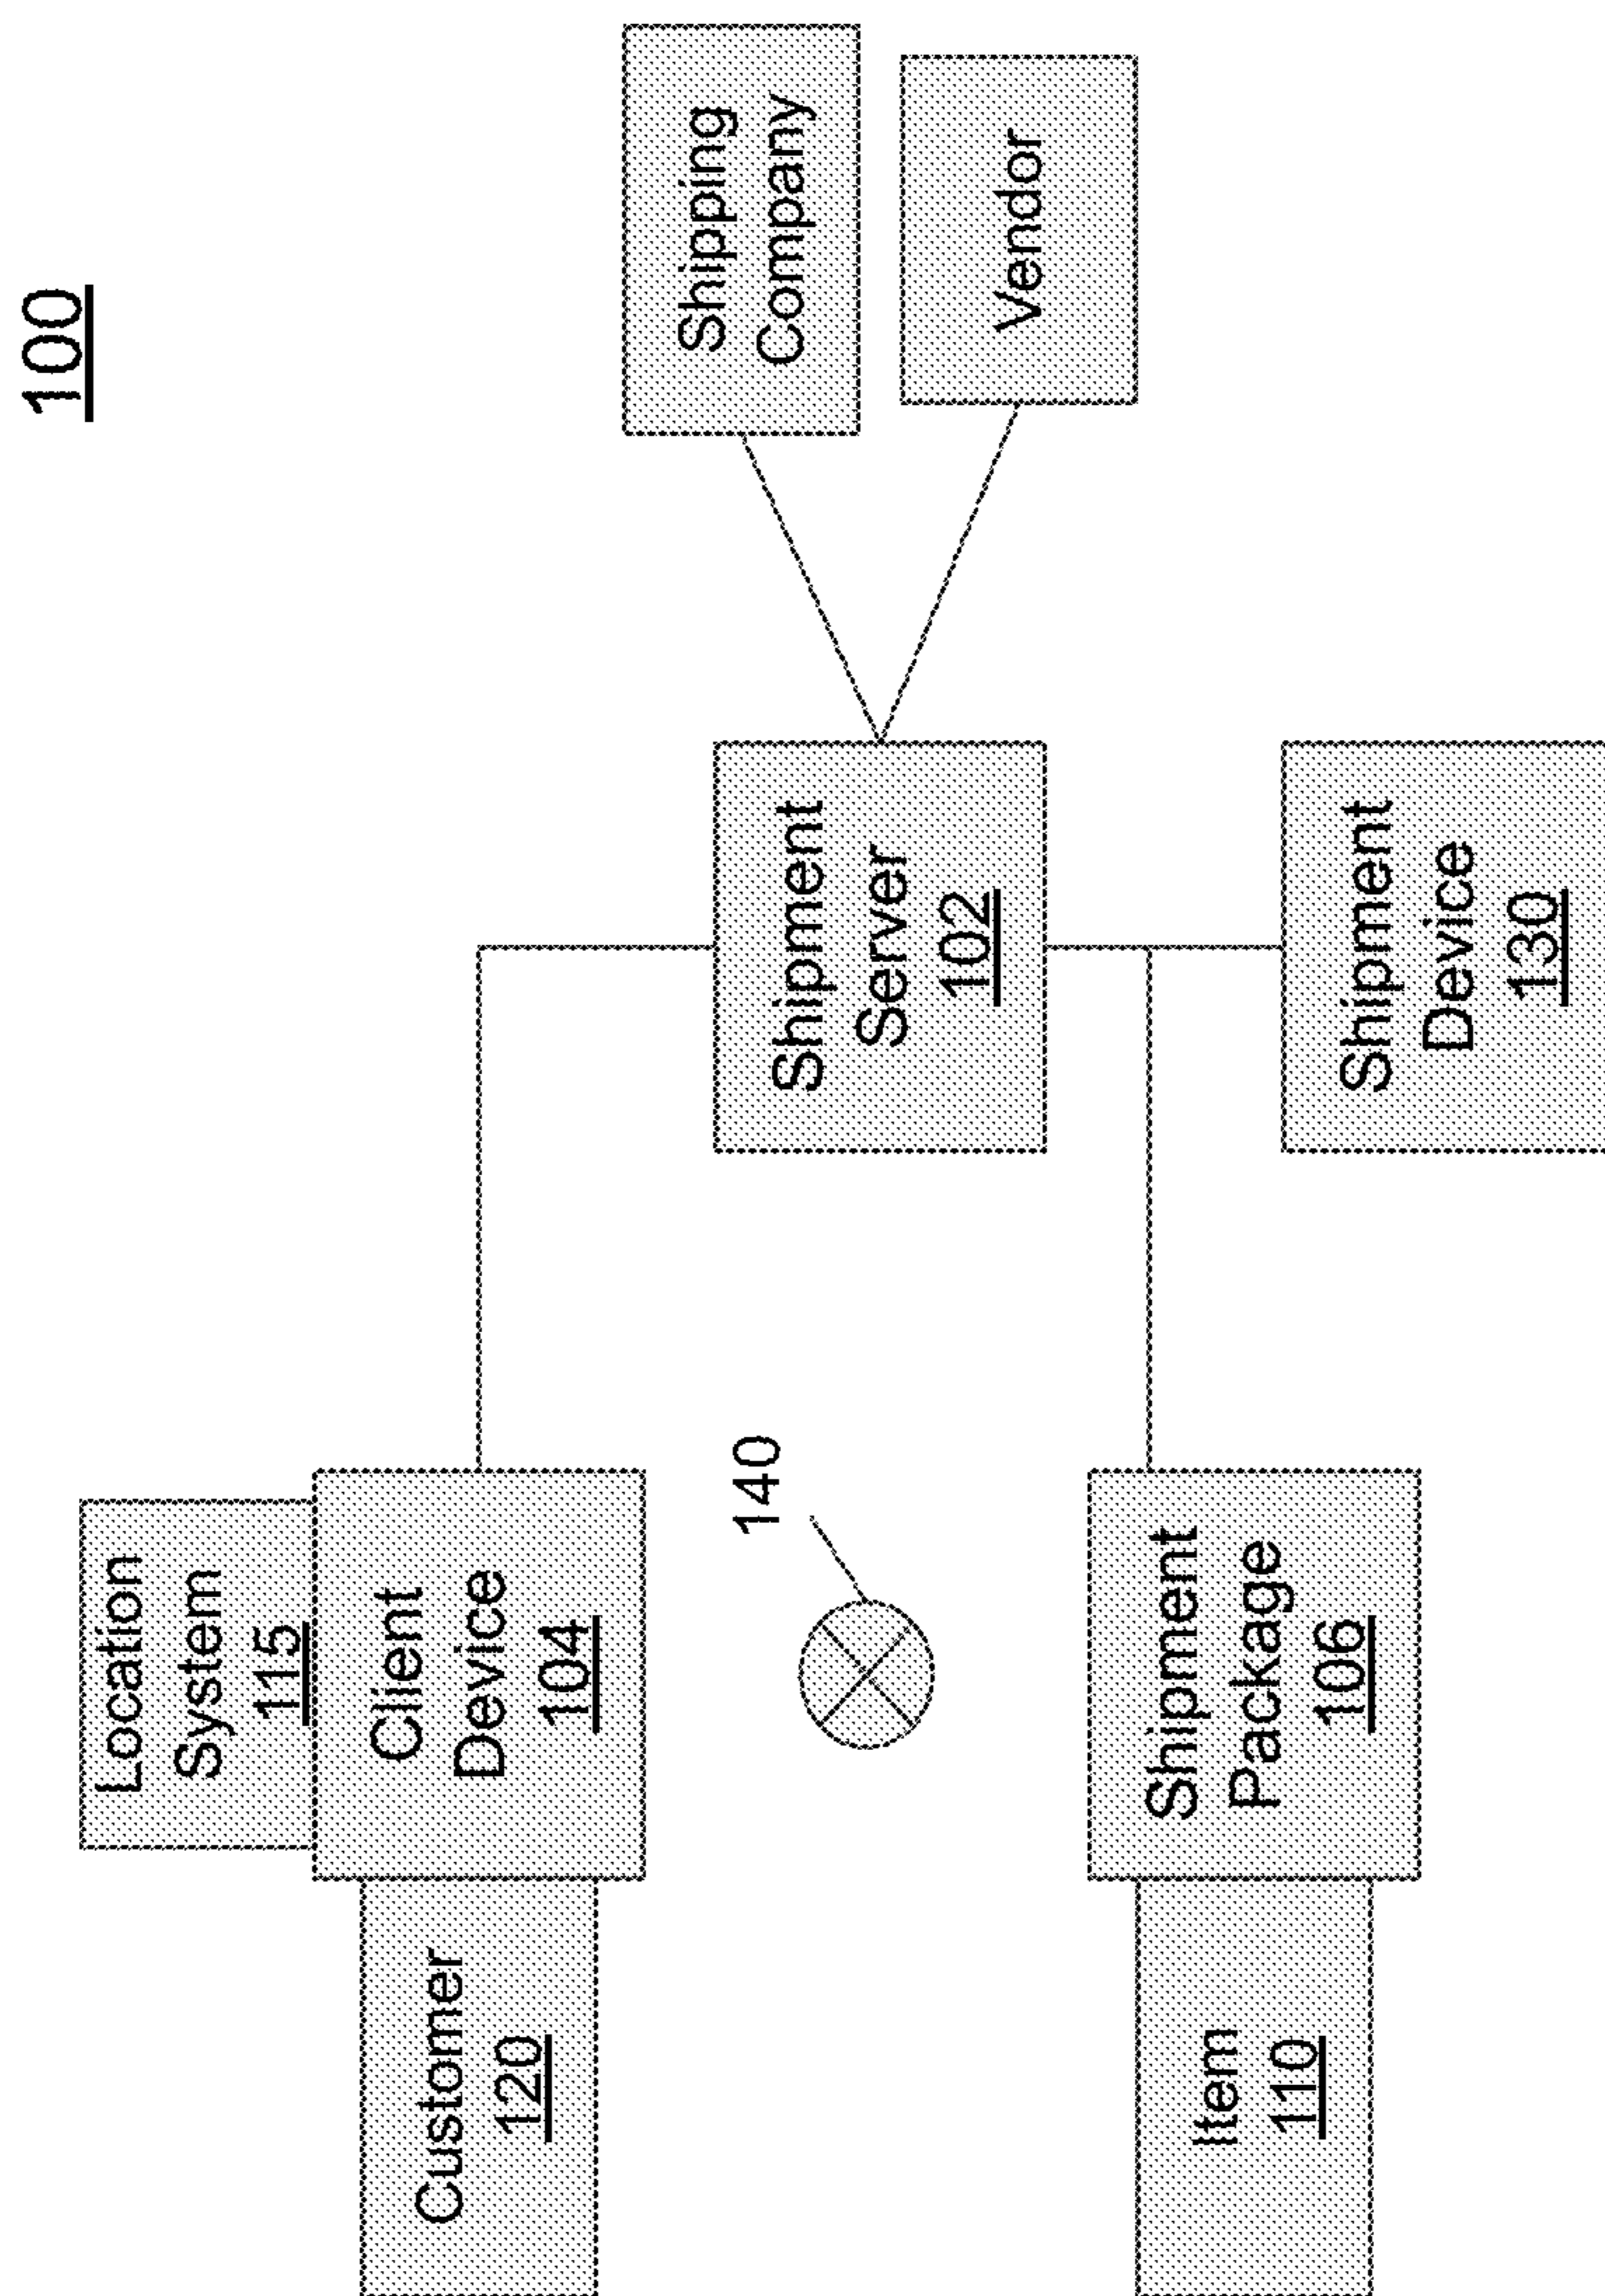 100
Location
System
115
Customer
120
Client
Device
104
Shipping
Company
140
Shipment
Server
102
Vendor
Item
110
Shipment
Package
106
Shipment
Device
130